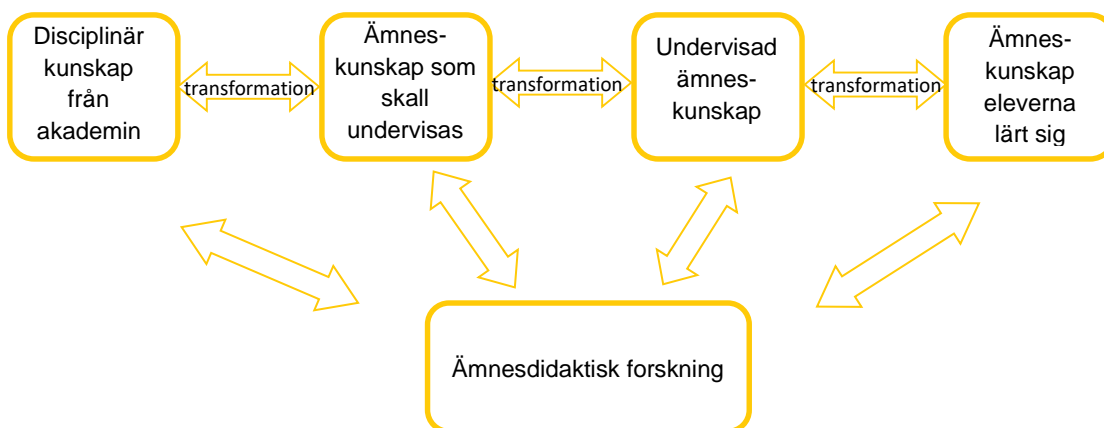 Disciplinär
kunskap
från
akademin
transformation
Ämnes-
kunskap som
skall
undervisas
transformation
Undervisad
ämnes-
kunskap
transformation
Ämnes-
kunskap
eleverna
lärt sig
Ämnesdidaktisk forskning